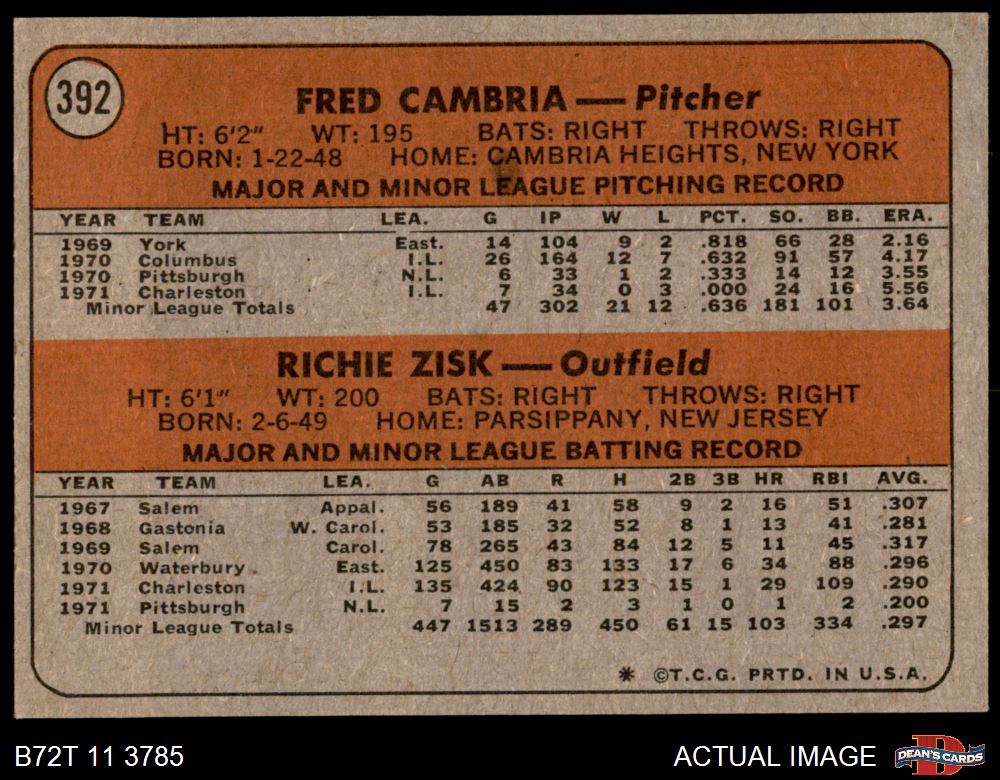 392
FRED CAMBRIA — Pitcher
HT: 6'2" WT: 195 BATS: RIGHT THROWS: RIGHT
BORN: 1-22-48 HOME: CAMBRIA HEIGHTS, NEW YORK
MAJOR AND MINOR LEAGUE PITCHING RECORD
YEAR TEAM LEA. G IP W L PCT. SO. BB. ERA.
1969 York East. 14 104 9 2 .818 66 28 2.16
1970 Columbus I.L. 26 164 12 7 .632 91 57 4.17
1970 Pittsburgh N.L. 6 33 1 2 .333 14 12 3.55
1971 Charleston I.L. 7 34 0 3 .000 24 16 5.56
Minor League Totals 47 302 21 12 .636 181 101 3.64
RICHIE ZISK — Outfield
HT: 6'1" WT: 200 BATS: RIGHT THROWS: RIGHT
BORN: 2-6-49 HOME: PARSIPPANY, NEW JERSEY
MAJOR AND MINOR LEAGUE BATTING RECORD
YEAR TEAM LEA. G AB R H 2B 3B HR RBI AVG.
1967 Salem Appal. 56 189 41 58 9 2 16 51 .307
1968 Gastonia W. Carol. 53 185 32 52 8 1 13 41 .281
1969 Salem Carol. 78 265 43 84 12 5 11 45 .317
1970 Waterbury East. 125 450 83 133 17 6 34 88 .296
1971 Charleston I.L. 135 424 90 123 15 1 29 109 .290
1971 Pittsburgh N.L. 7 15 2 3 1 0 1 2 .200
Minor League Totals 447 1513 289 450 61 15 103 334 .297
* ©T.C.G. PRTD. IN U.S.A.
B72T 11 3785 ACTUAL IMAGE D DEAN'S CARDS